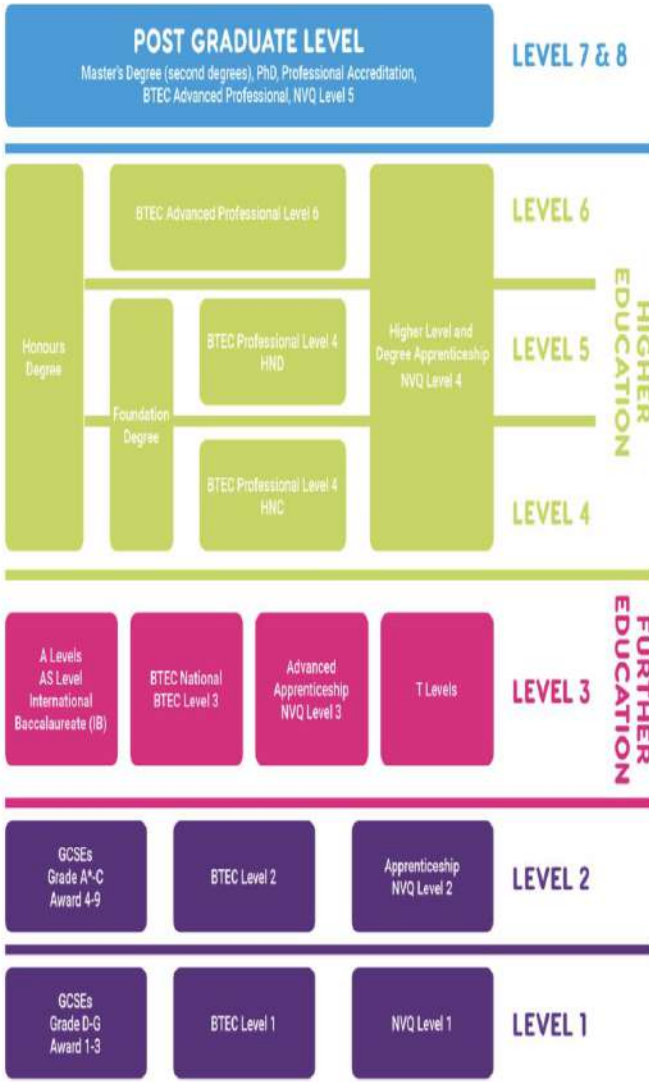 POST GRADUATE LEVEL
Master's Degree (second degrees), PhD, Professional Accreditation,
BTEC Advanced Professional, NVQ Level 5
LEVEL 7 & 8
Honours
Degree
BTEC Advanced Professional Level 6
LEVEL 6
Foundation
Degree
BTEC Professional Level 4
HND
Higher Level and
Degree Apprenticeship
NVQ Level 4
LEVEL 5
BTEC Professional Level 4
HNC
LEVEL 4
HIGHER
EDUCATION
A Levels
AS Level
International
Baccalaureate (IB)
BTEC National
BTEC Level 3
Advanced
Apprenticeship
NVQ Level 3
T Levels
LEVEL 3
FURTHER
EDUCATION
GCSEs
Grade A*-C
Award 4-9
BTEC Level 2
Apprenticeship
NVQ Level 2
LEVEL 2
GCSEs
Grade D-G
Award 1-3
BTEC Level 1
NVQ Level 1
LEVEL 1